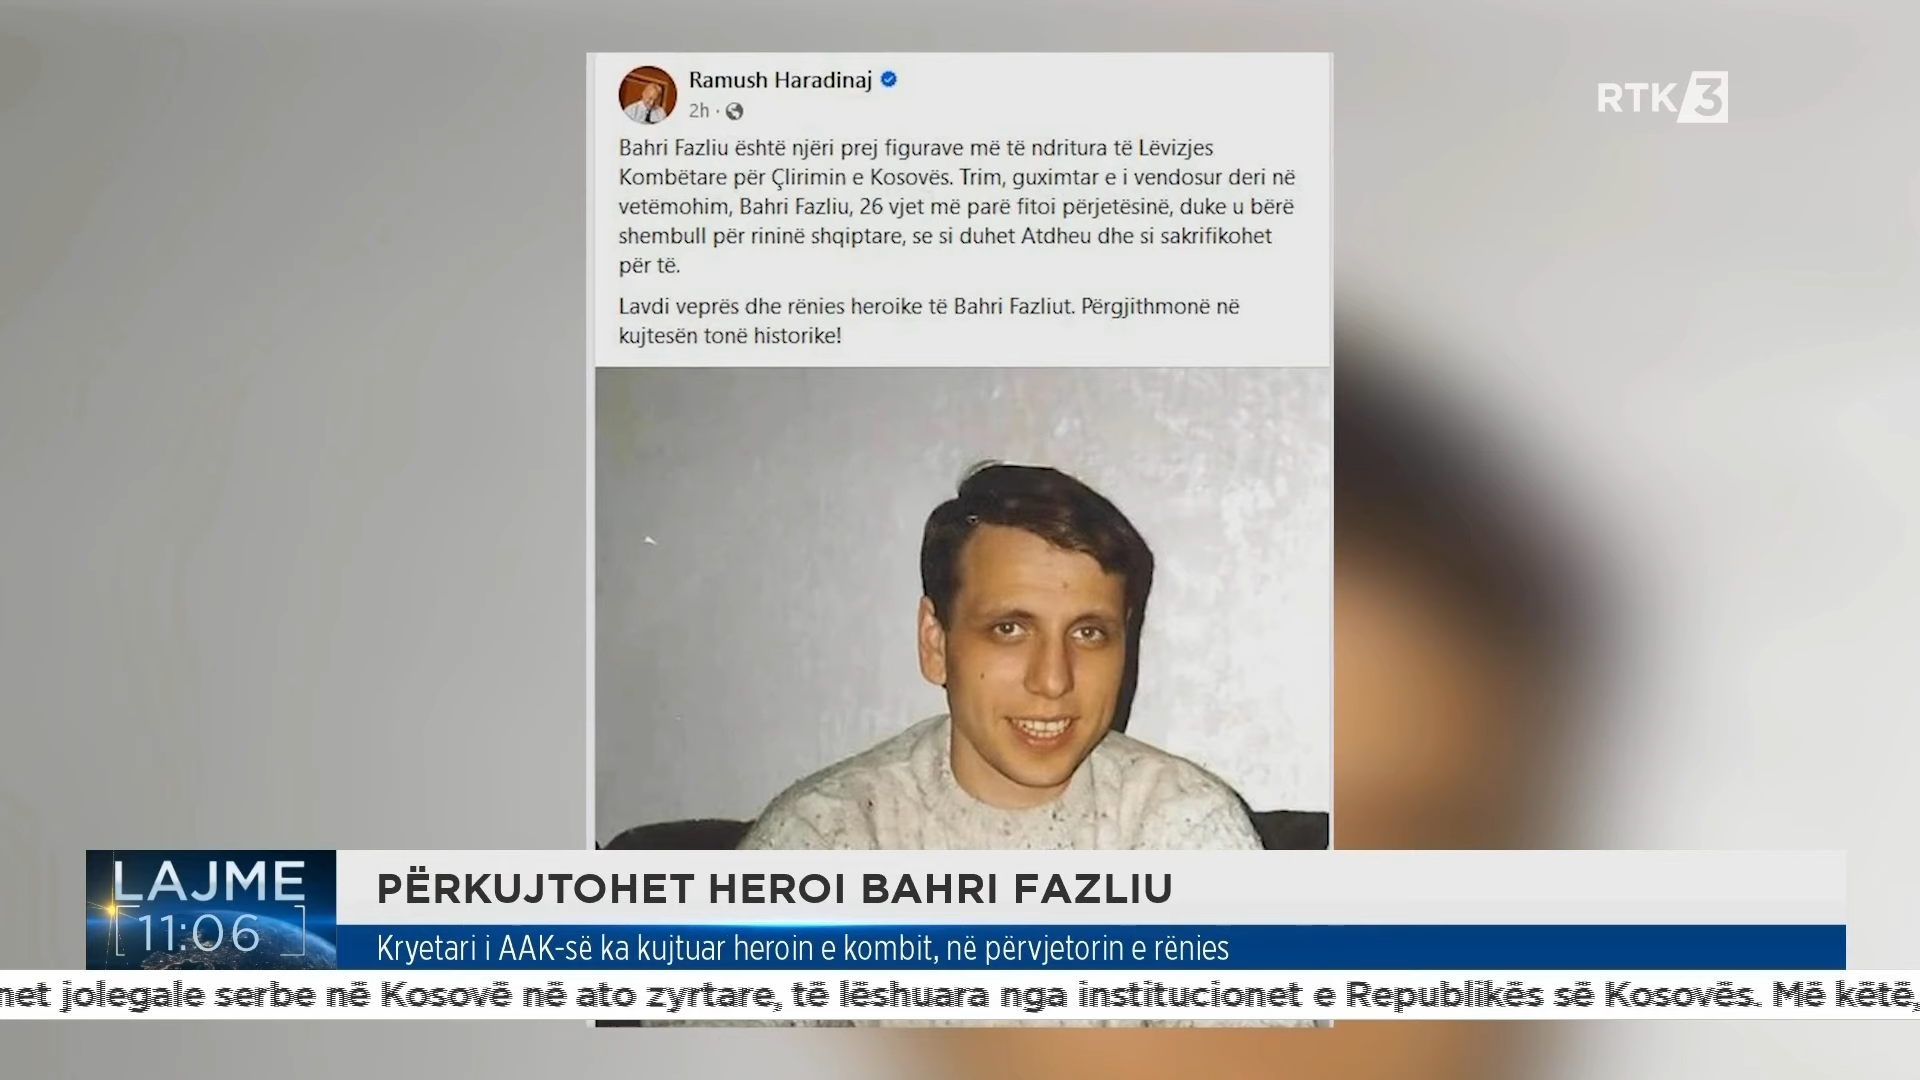 Ramush Haradinaj
2h ·
RTK 3
Bahri Fazliu është njëri prej figurave më të ndritura të Lëvizjes
Kombëtare për Çlirimin e Kosovës. Trim, guximtar e i vendosur deri në
vetëmohim, Bahri Fazliu, 26 vjet më parë fitoi përjetësinë, duke u bërë
shembull për rininë shqiptare, se si duhet Atdheu dhe si sakrifikohet
për të.
Lavdi veprës dhe rënies heroike të Bahri Fazliut. Përgjithmonë në
kujtesën tonë historike!
LAJME
11:06
PËRKUJTOHET HEROI BAHRI FAZLIU
Kryetari i AAK-së ka kujtuar heroin e kombit, në përvjetorin e rënies
jolegale serbe në Kosovë në ato zyrtare, të lëshuara nga institucionet e Republikës së Kosovës. Më këtë,